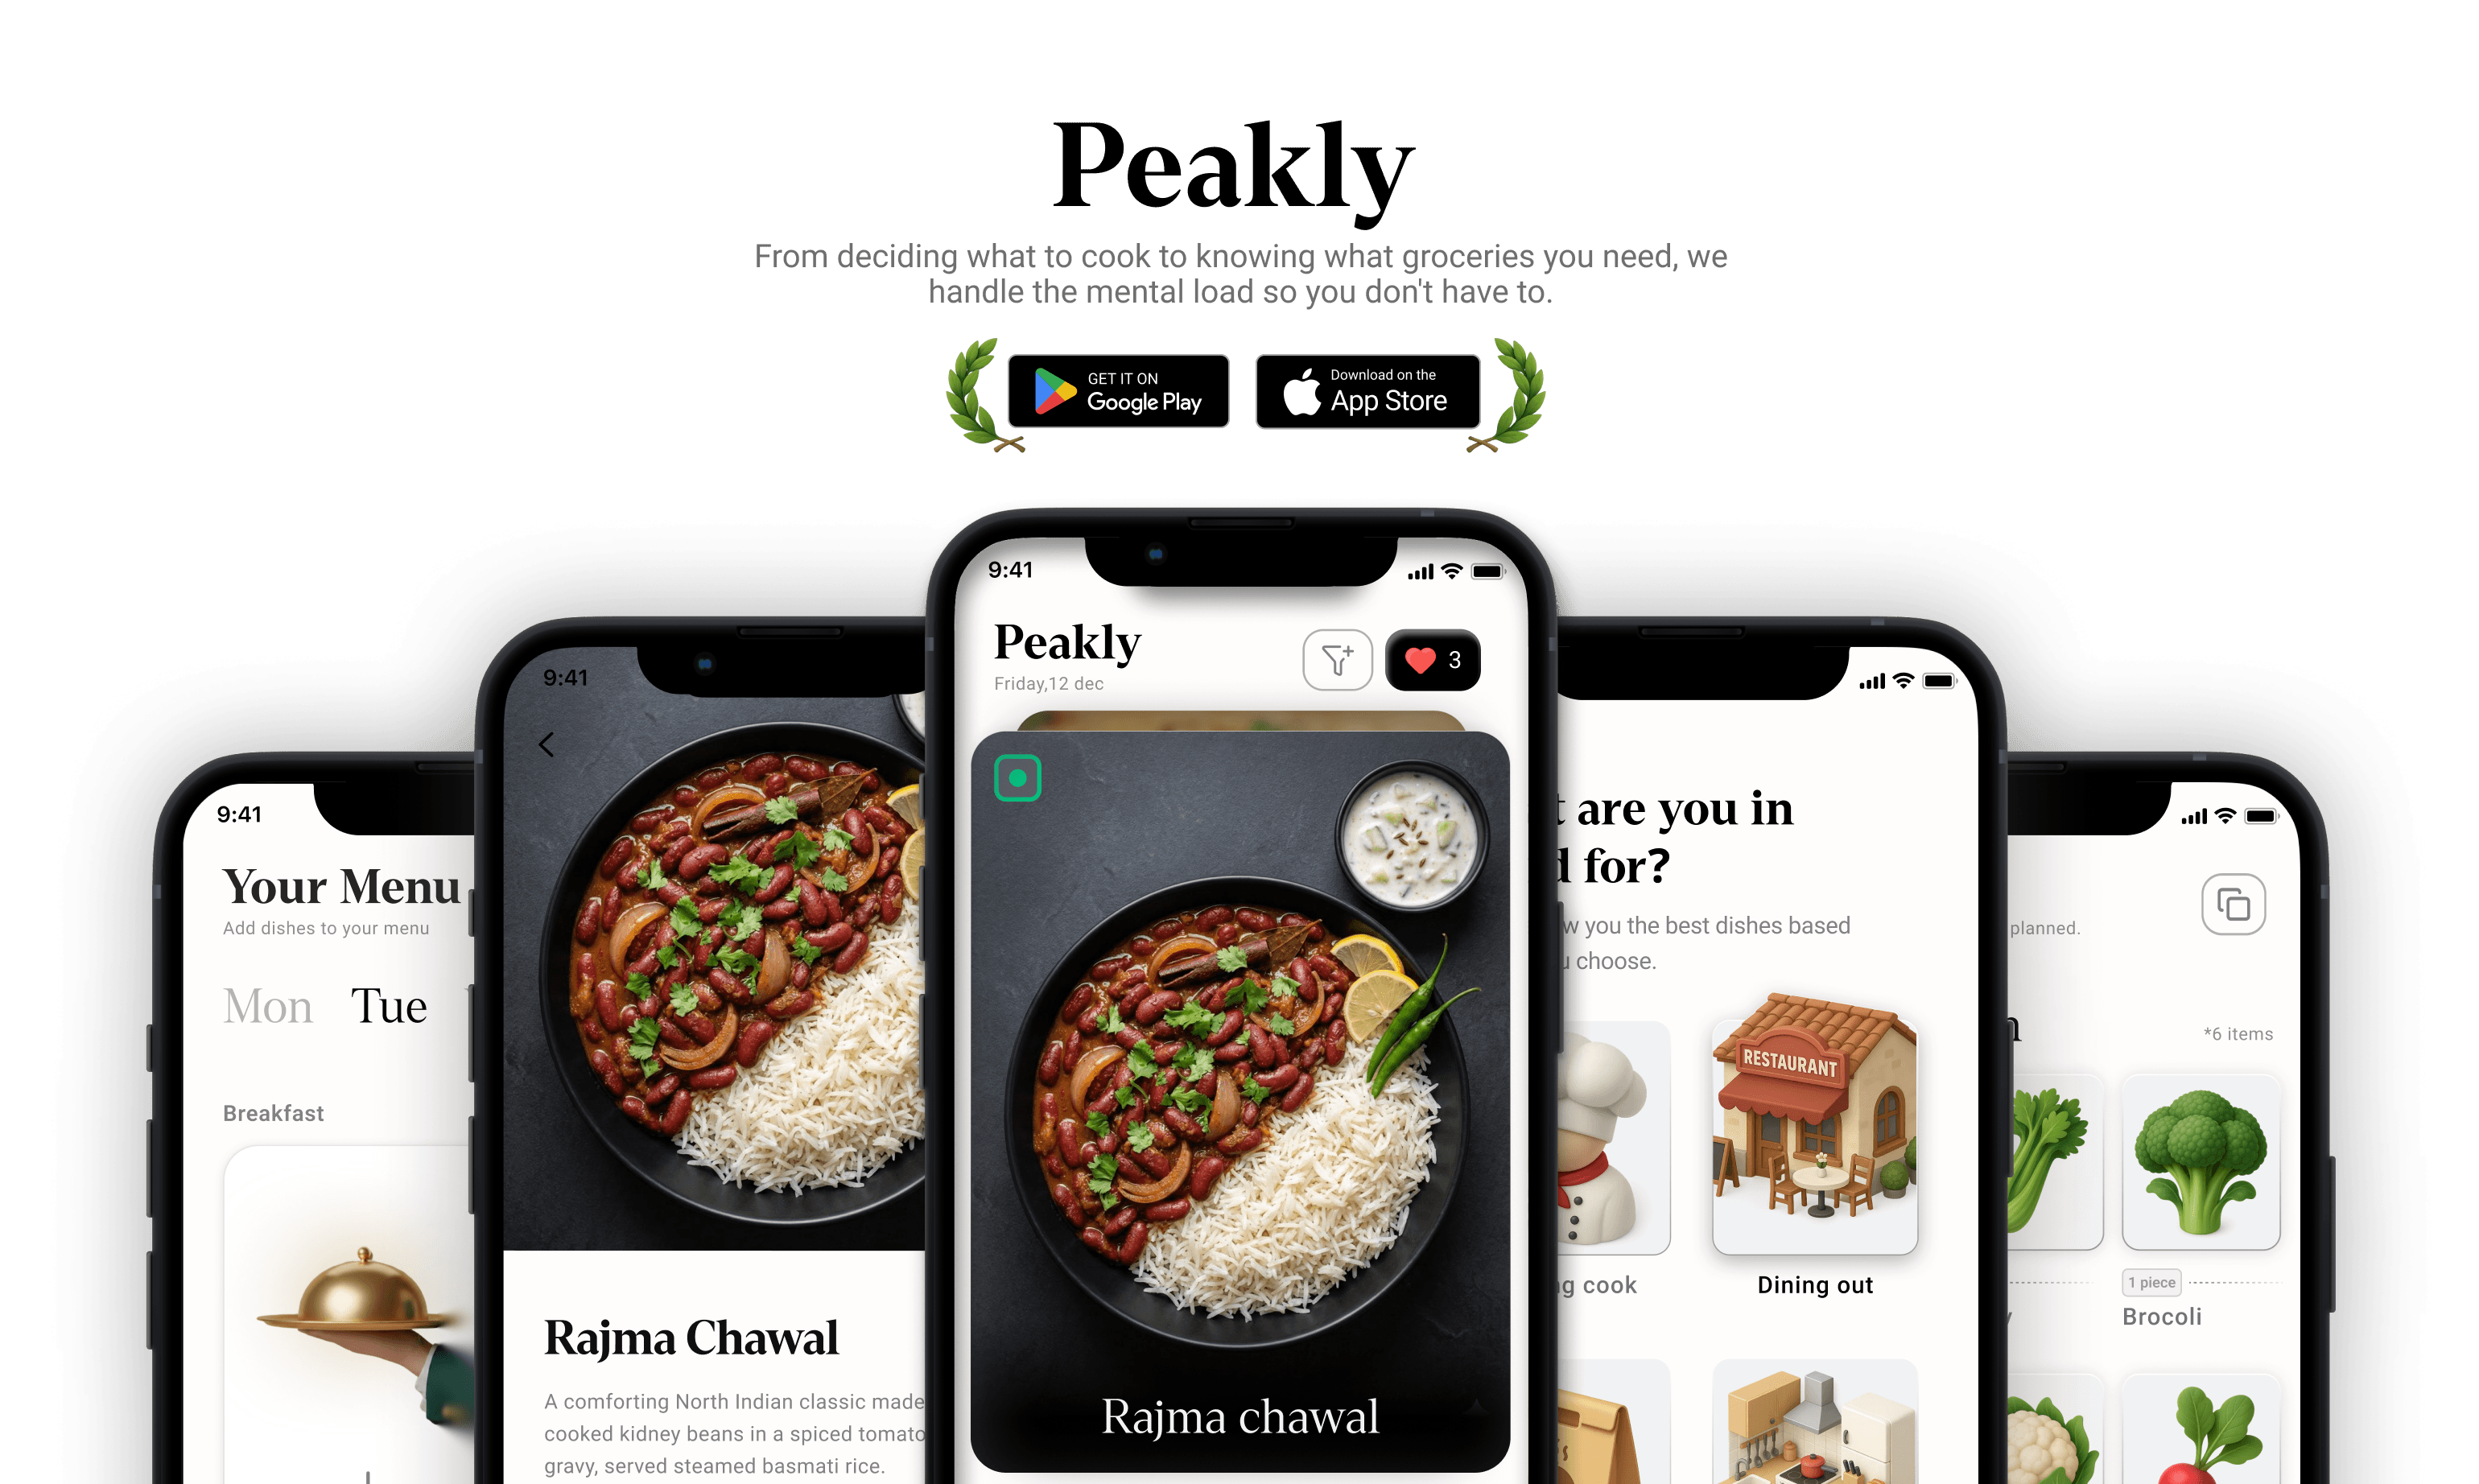 Peakly
From deciding what to cook to knowing what groceries you need, we
handle the mental load so you don't have to.
GET IT ON
Google Play
Download on the
App Store
9:41
Your Menu
Add dishes to your menu
Mon Tue
Breakfast
9:41
Rajma Chawal
A comforting North Indian classic made
cooked kidney beans in a spiced tomato
gravy, served steamed basmati rice.
9:41
Peakly
Friday,12 dec
3
Rajma chawal
are you in
for?
you the best dishes based
choose.
RESTAURANT
cook
Dining out
planned.
*6 items
1 piece
Brocoli